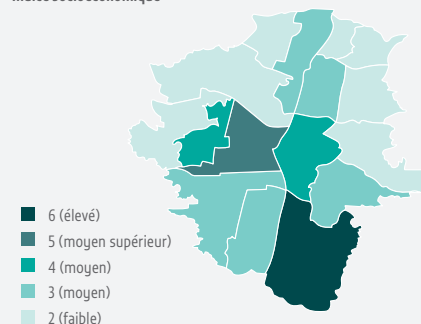 6 (élevé)
5 (moyen supérieur)
4 (moyen)
3 (moyen)
2 (faible)